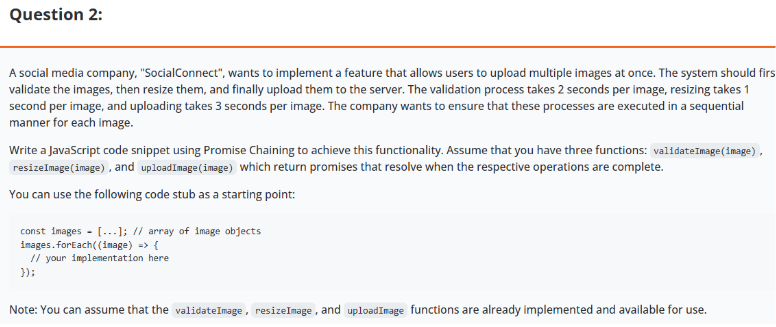 Question 2:
A social media company, "SocialConnect", wants to implement a feature that allows users to upload multiple images at once. The system should firs
validate the images, then resize them, and finally upload them to the server. The validation process takes 2 seconds per image, resizing takes 1
second per image, and uploading takes 3 seconds per image. The company wants to ensure that these processes are executed in a sequential
manner for each image.
Write a JavaScript code snippet using Promise Chaining to achieve this functionality. Assume that you have three functions: validateImage(image) ,
resizeImage(image) , and uploadImage(image) which return promises that resolve when the respective operations are complete.
You can use the following code stub as a starting point:
const images = [...]; // array of image objects
images.forEach((image) => {
// your implementation here
});
Note: You can assume that the validateImage , resizeImage , and uploadImage functions are already implemented and available for use.